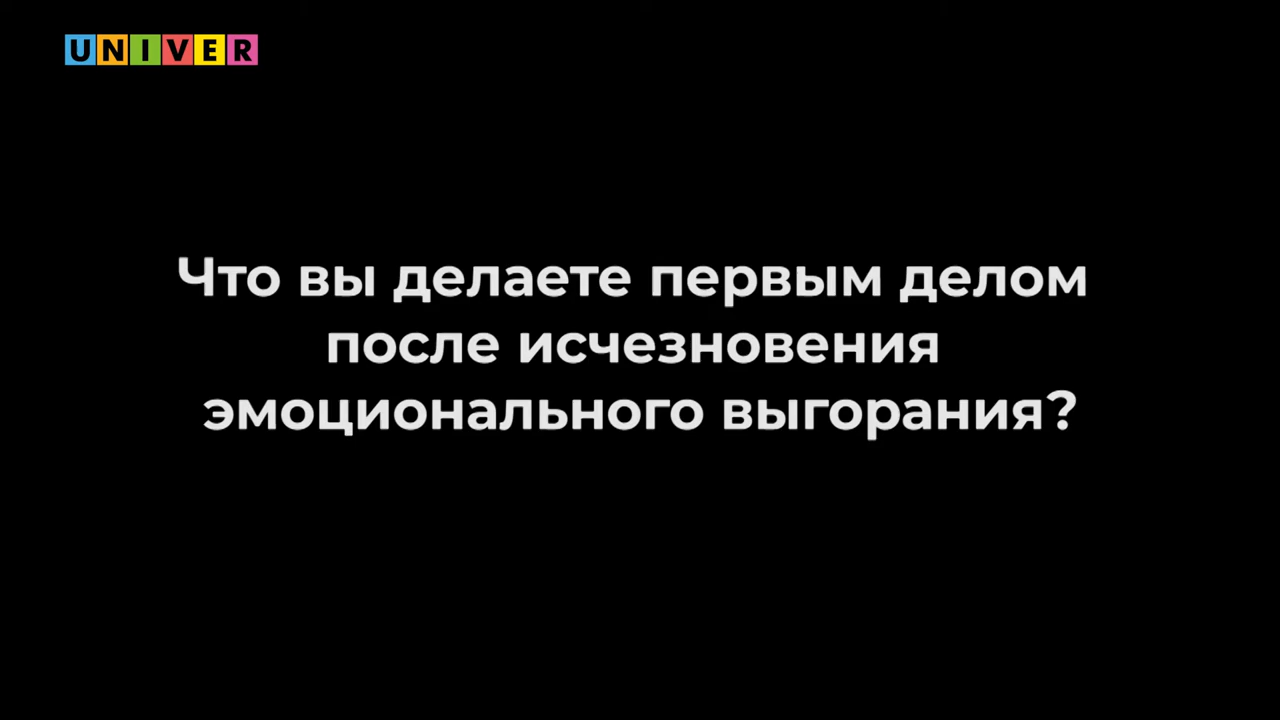 UNIVER
Что вы делаете первым делом
после исчезновения
эмоционального выгорания?